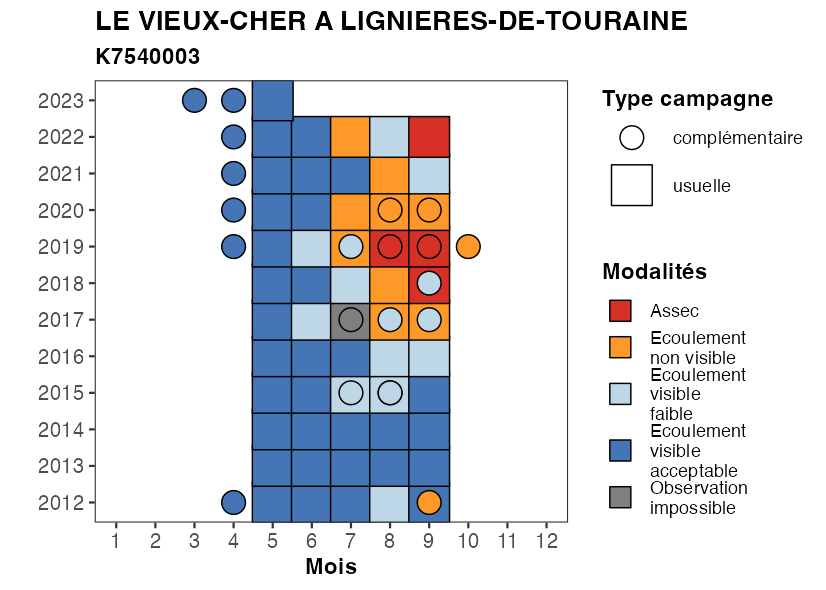 LE VIEUX-CHER A LIGNIERES-DE-TOURAINE
K7540003
2023
2022
2021
2020
2019
2018
2017
2016
2015
2014
2013
2012
1 2 3 4 5 6 7 8 9 10 11 12
Mois
Type campagne
complémentaire
usuelle
Modalités
Assec
Ecoulement
non visible
Ecoulement
visible
faible
Ecoulement
visible
acceptable
Observation
impossible